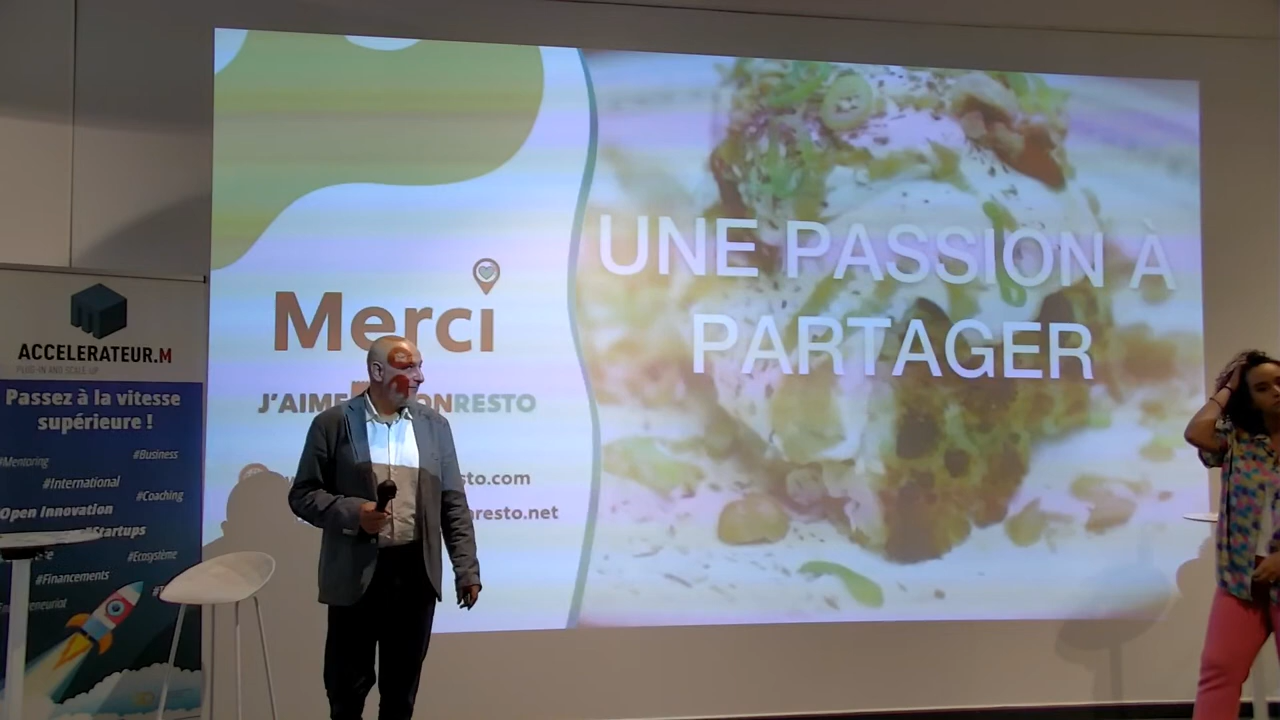 Merci
J'AIME MON RESTO
sto.com
resto.net
UNE PASSION À
PARTAGER
ACCELERATEUR.M
PLUG-IN AND SCALE-UP
Passez à la vitesse
supérieure !
#Mentoring
#Business
#International
#Coaching
Open Innovation
#Startups
#Ecosystème
#Financements